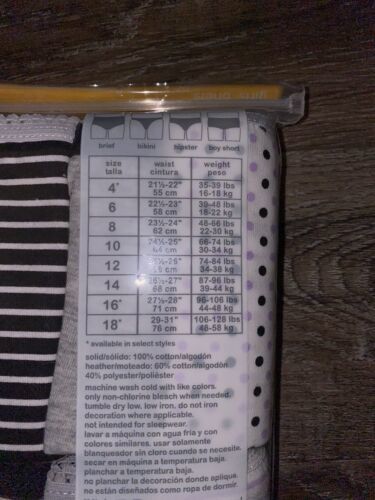 brief bikini hipster boy short
size talla waist cintura weight peso
4* 21½-22" 55 cm 35-39 lbs 16-18 kg
6 22½-23" 58 cm 39-48 lbs 18-22 kg
8 23½-24" 62 cm 48-66 lbs 22-30 kg
10 24½-25" 64 cm 66-74 lbs 30-34 kg
12 cm 74-84 lbs 34-38 kg
14 26½-27" 68 cm 87-96 lbs 39-44 kg
16* 27½-28" 71 cm 96-106 lbs 44-48 kg
18* 29-31" 76 cm 106-128 lbs 48-58 kg
* available in select styles
solid/sólido: 100% cotton/algodón
heather/moteado: 60% cotton/algodón
40% polyester/poliéster
machine wash cold with like colors.
only non-chlorine bleach when needed.
tumble dry low. low iron. do not iron
decoration where applicable.
not intended for sleepwear.
lavar a máquina con agua fria y con
colores similares. usar solamente
blanqueador sin cloro cuando se necesite.
secar en máquina a temperatura baja.
planchar a temperatura baja.
no planchar la decoración donde aplique.
no están diseñados como ropa de dormir.